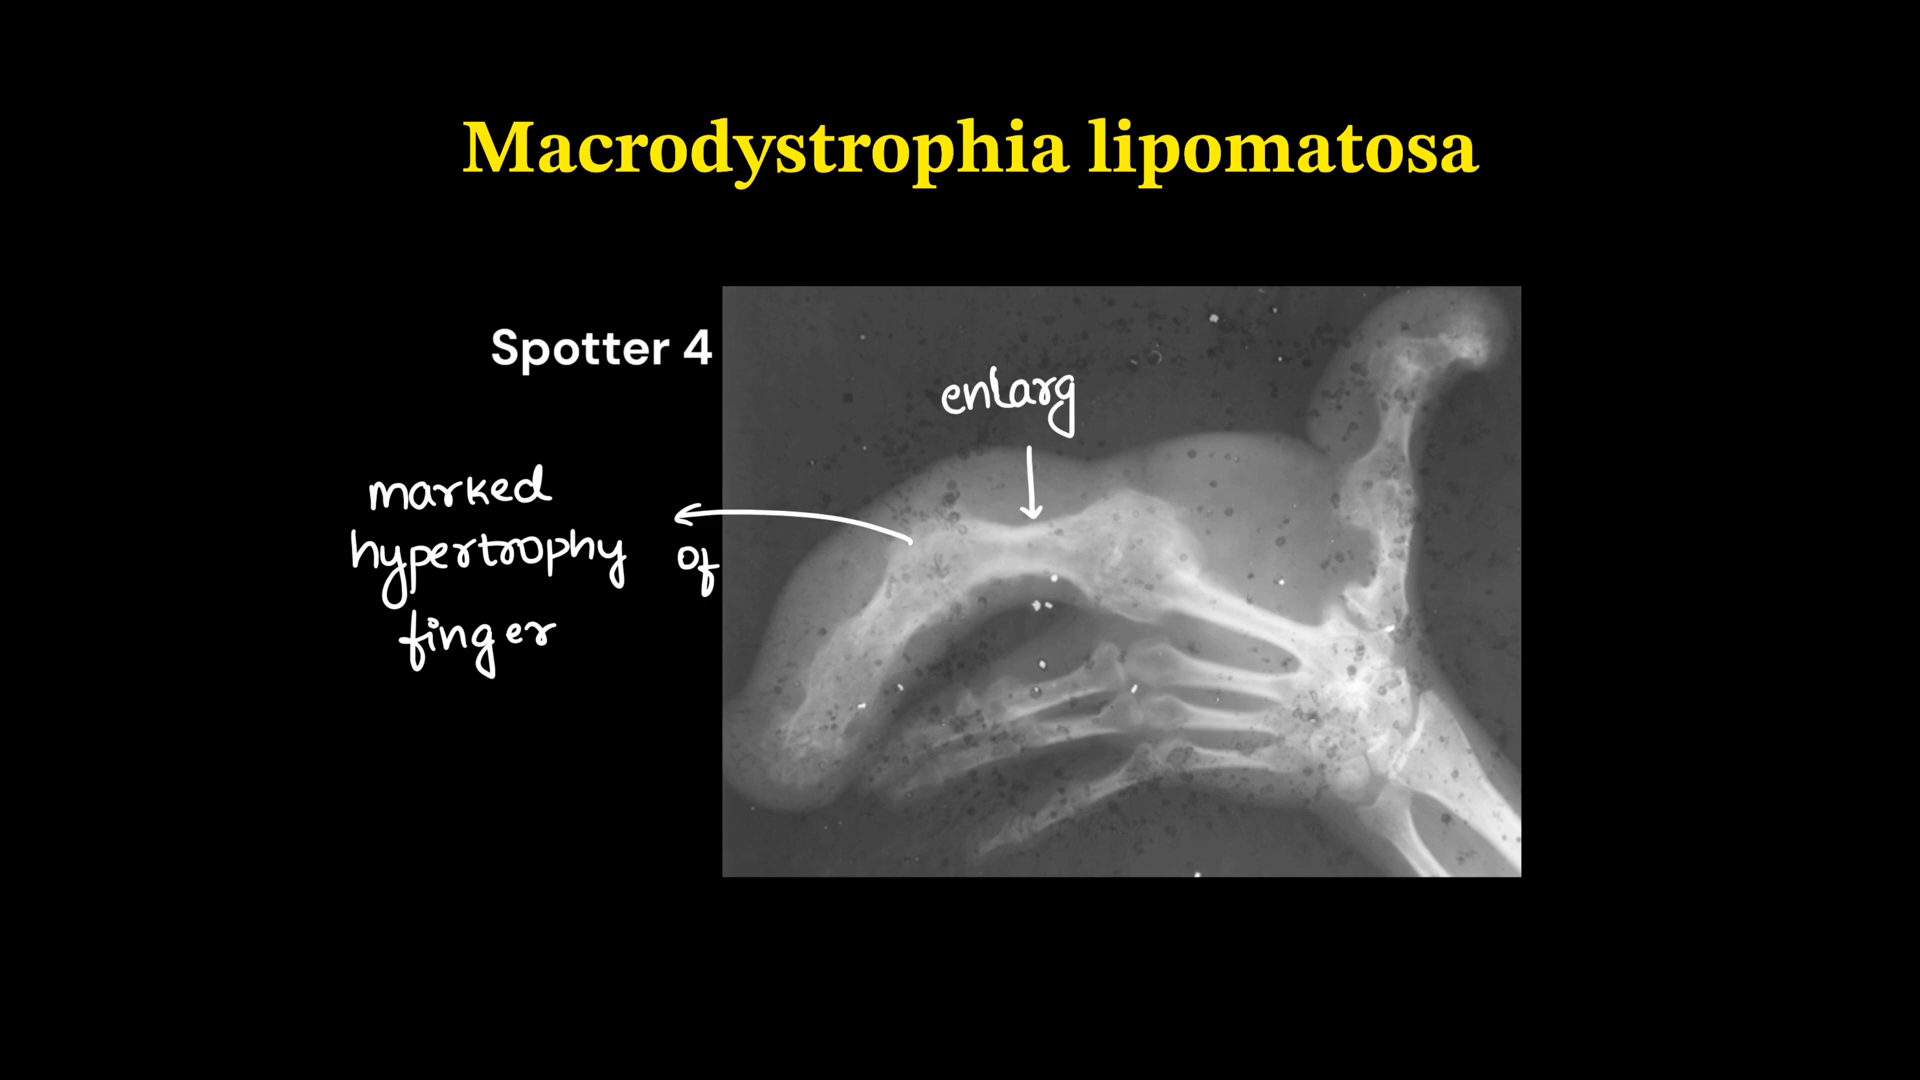 Macrodystrophia lipomatosa
Spotter 4
enlarg
marked
hypertrophy of
finger